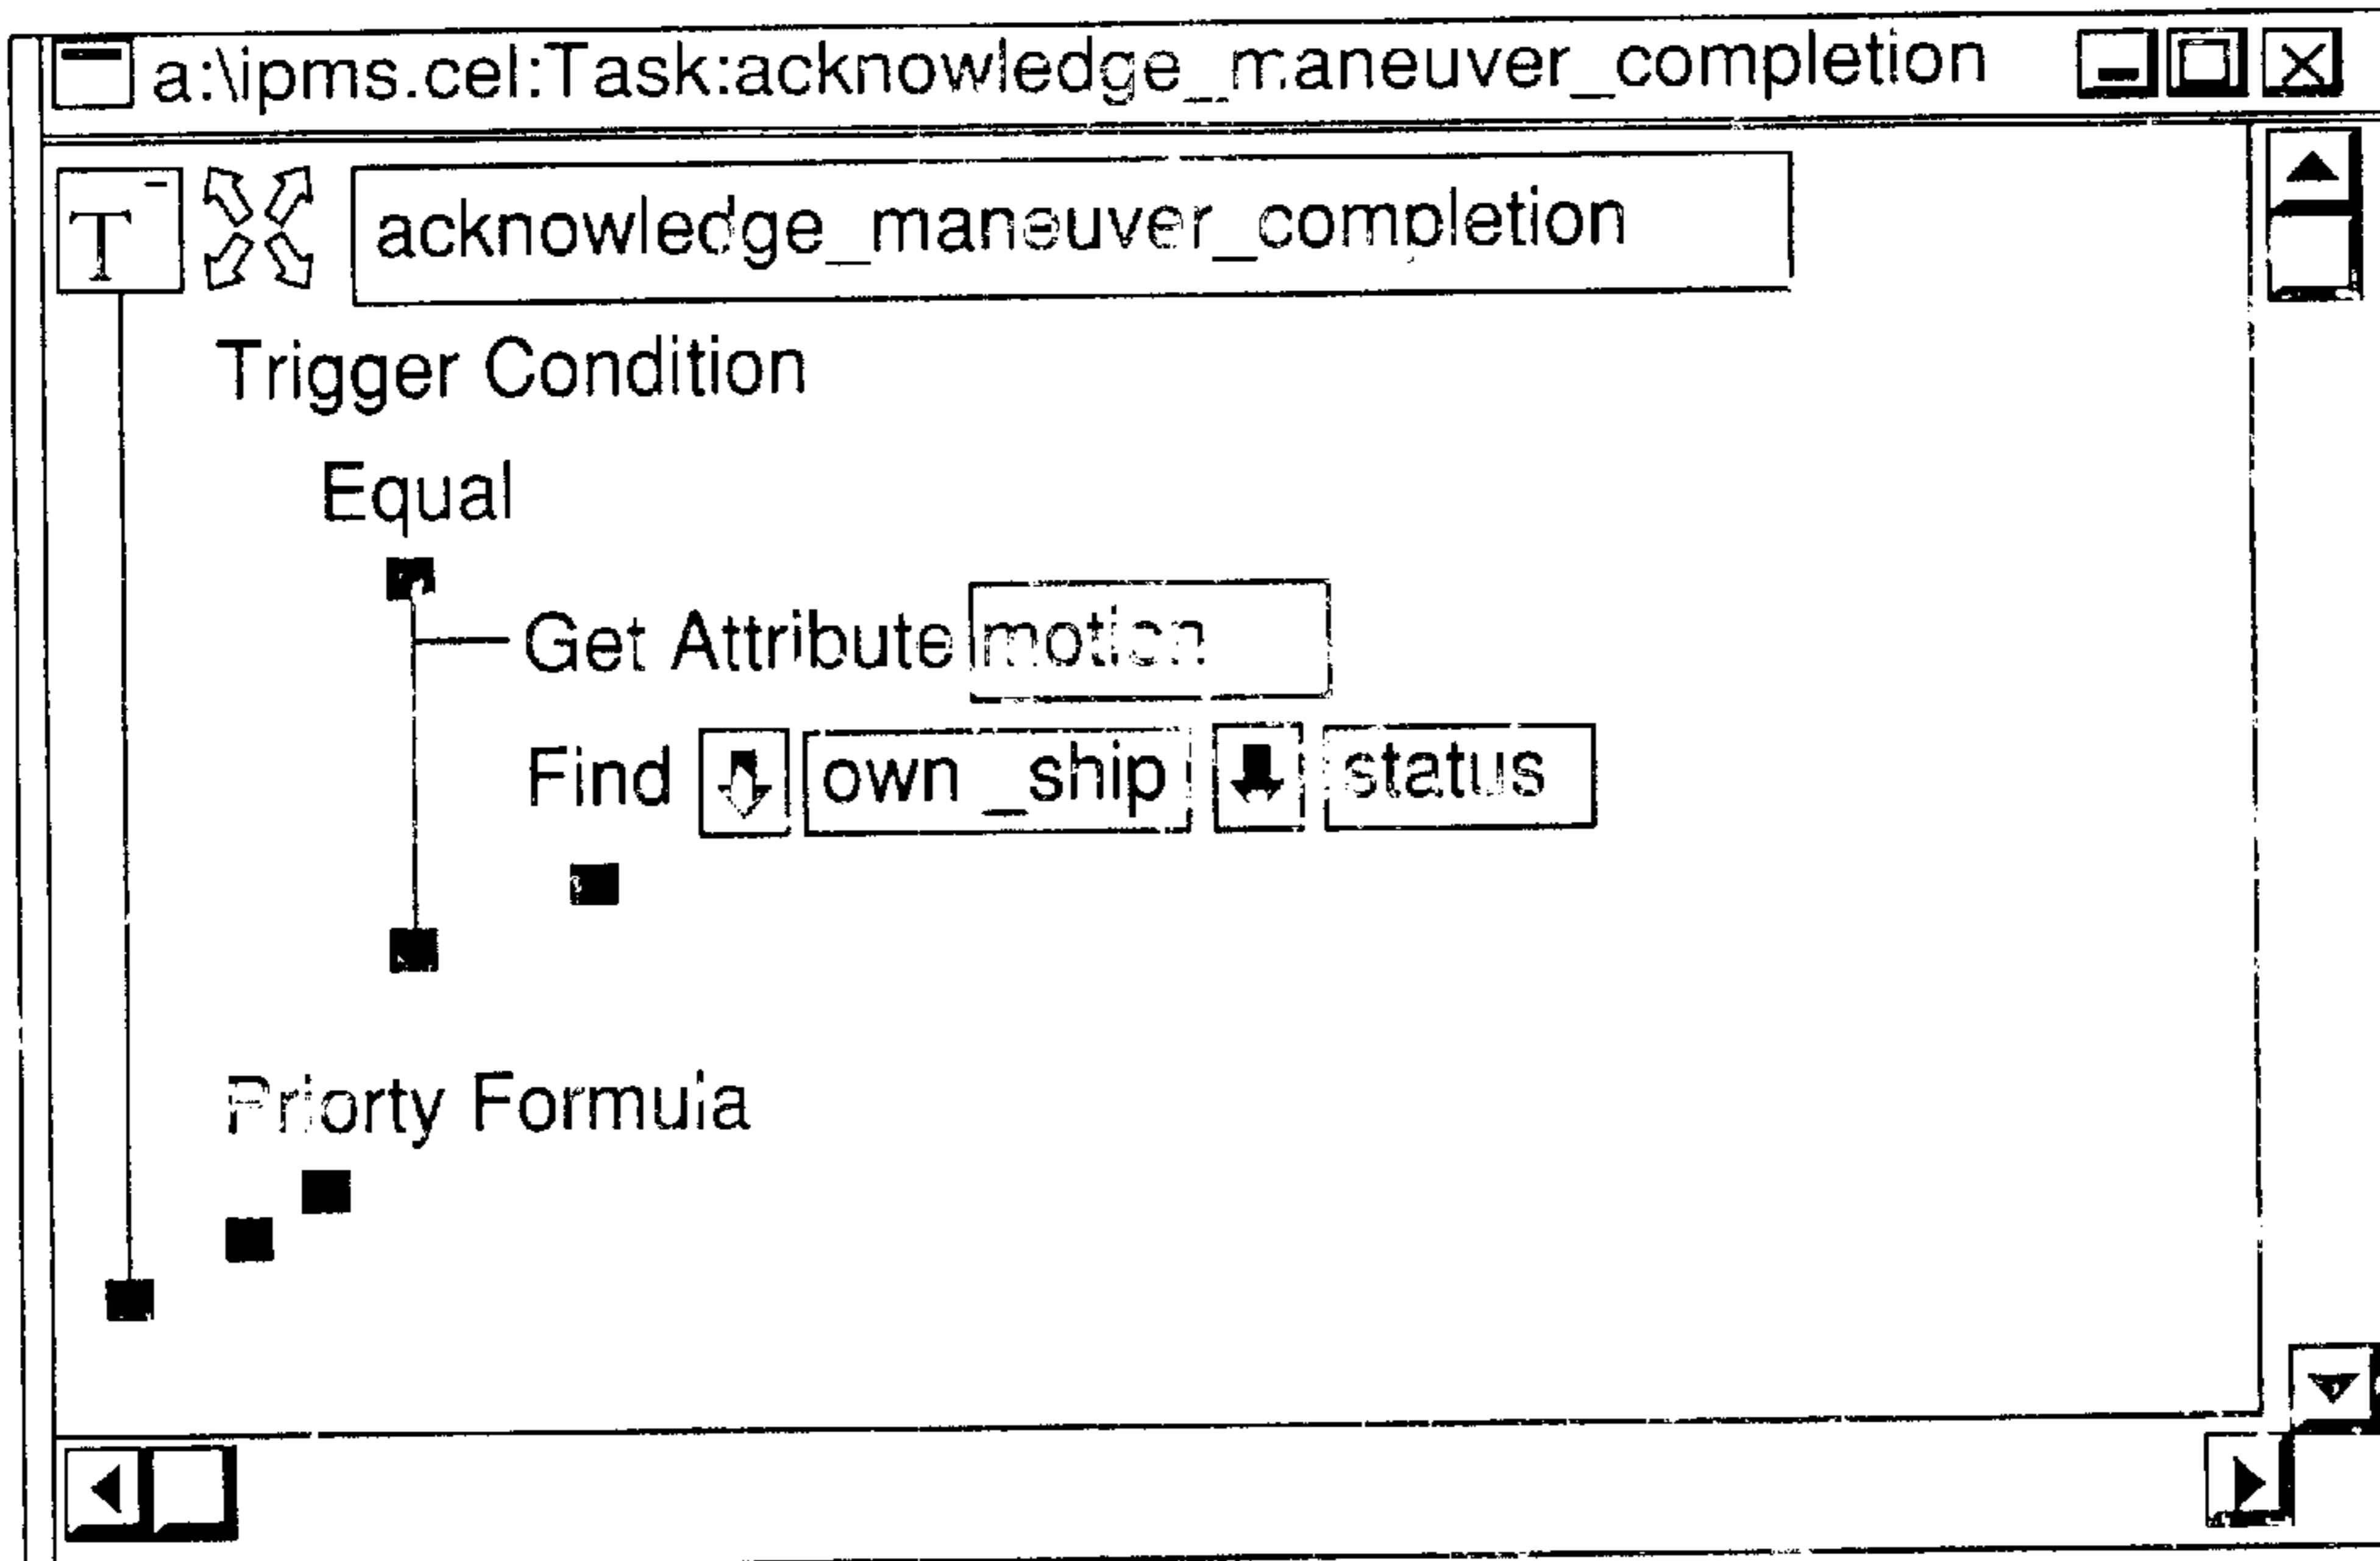 a:\ipms.cel:Task:acknowledge_maneuver_completion
T acknowledge_maneuver_completion
Trigger Condition
Equal
Get Attribute motion
Find own _ship status
Priorty Formula